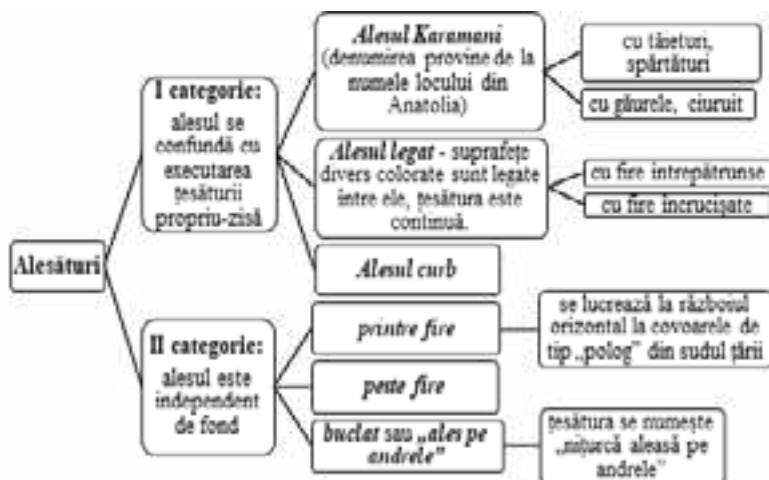 Alesături
I categorie:
alesul se
confundă cu
executarea
țesăturii
propriu-zisă
Alesul Karamani
(denumirea provine de la
numele locului din
Anatolia)
cu tăieturi,
spărtături
cu găurele, ciuruit
Alesul legat - suprafețe
divers colorate sunt legate
între ele, țesătura este
continuă.
cu fire întrepătrunse
cu fire încrucișate
Alesul curb
II categorie:
alesul este
independent
de fond
printre fire
se lucrează la războiul
orizontal la covoarele de
tip „polog” din sudul țării
peste fire
buclat sau „ales pe
andrele”
țesătura se numește
„nițurcă aleasă pe
andrele”